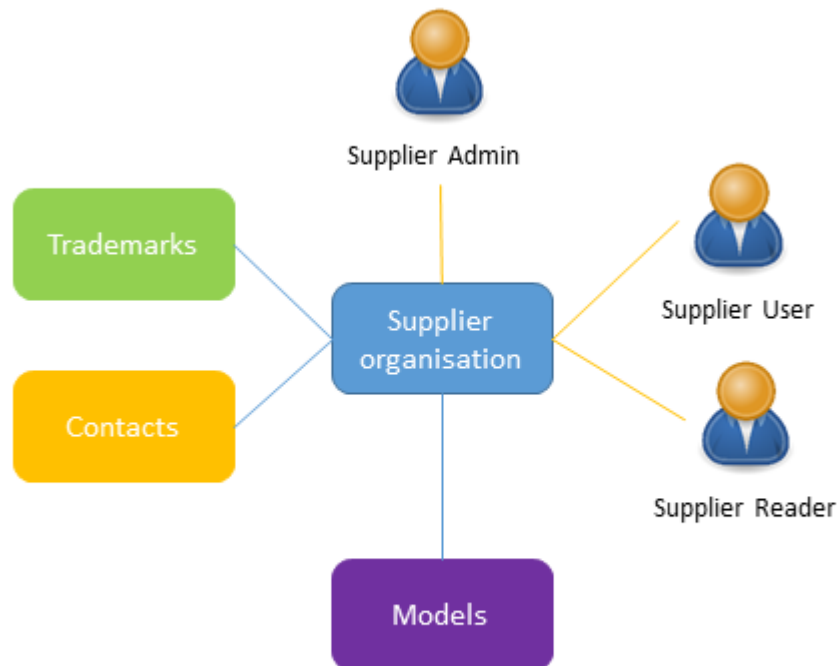 Supplier Admin
Trademarks
Supplier User
Supplier
organisation
Contacts
Supplier Reader
Models